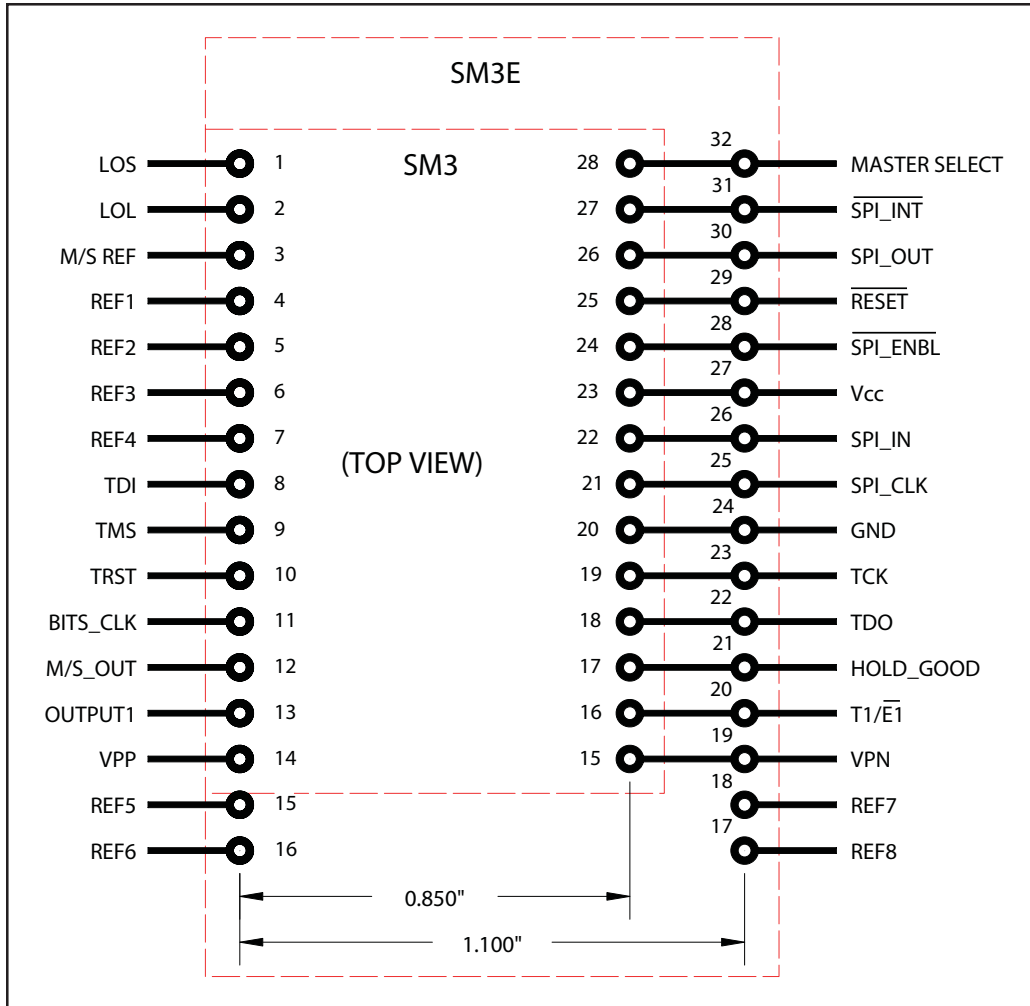 SM3E
SM3
32
LOS 1 28 MASTER SELECT
31
LOL 2 27 SPI_INT
30
M/S REF 3 26 SPI_OUT
29
REF1 4 25 RESET
28
REF2 5 24 SPI_ENBL
27
REF3 6 23 Vcc
26
REF4 7 22 SPI_IN
(TOP VIEW)
25
TDI 8 21 SPI_CLK
24
TMS 9 20 GND
23
TRST 10 19 TCK
22
BITS_CLK 11 18 TDO
21
M/S_OUT 12 17 HOLD_GOOD
20
OUTPUT1 13 16 T1/E1
19
VPP 14 15 VPN
18
REF5 15 REF7
17
REF6 16 REF8
0.850"
1.100"